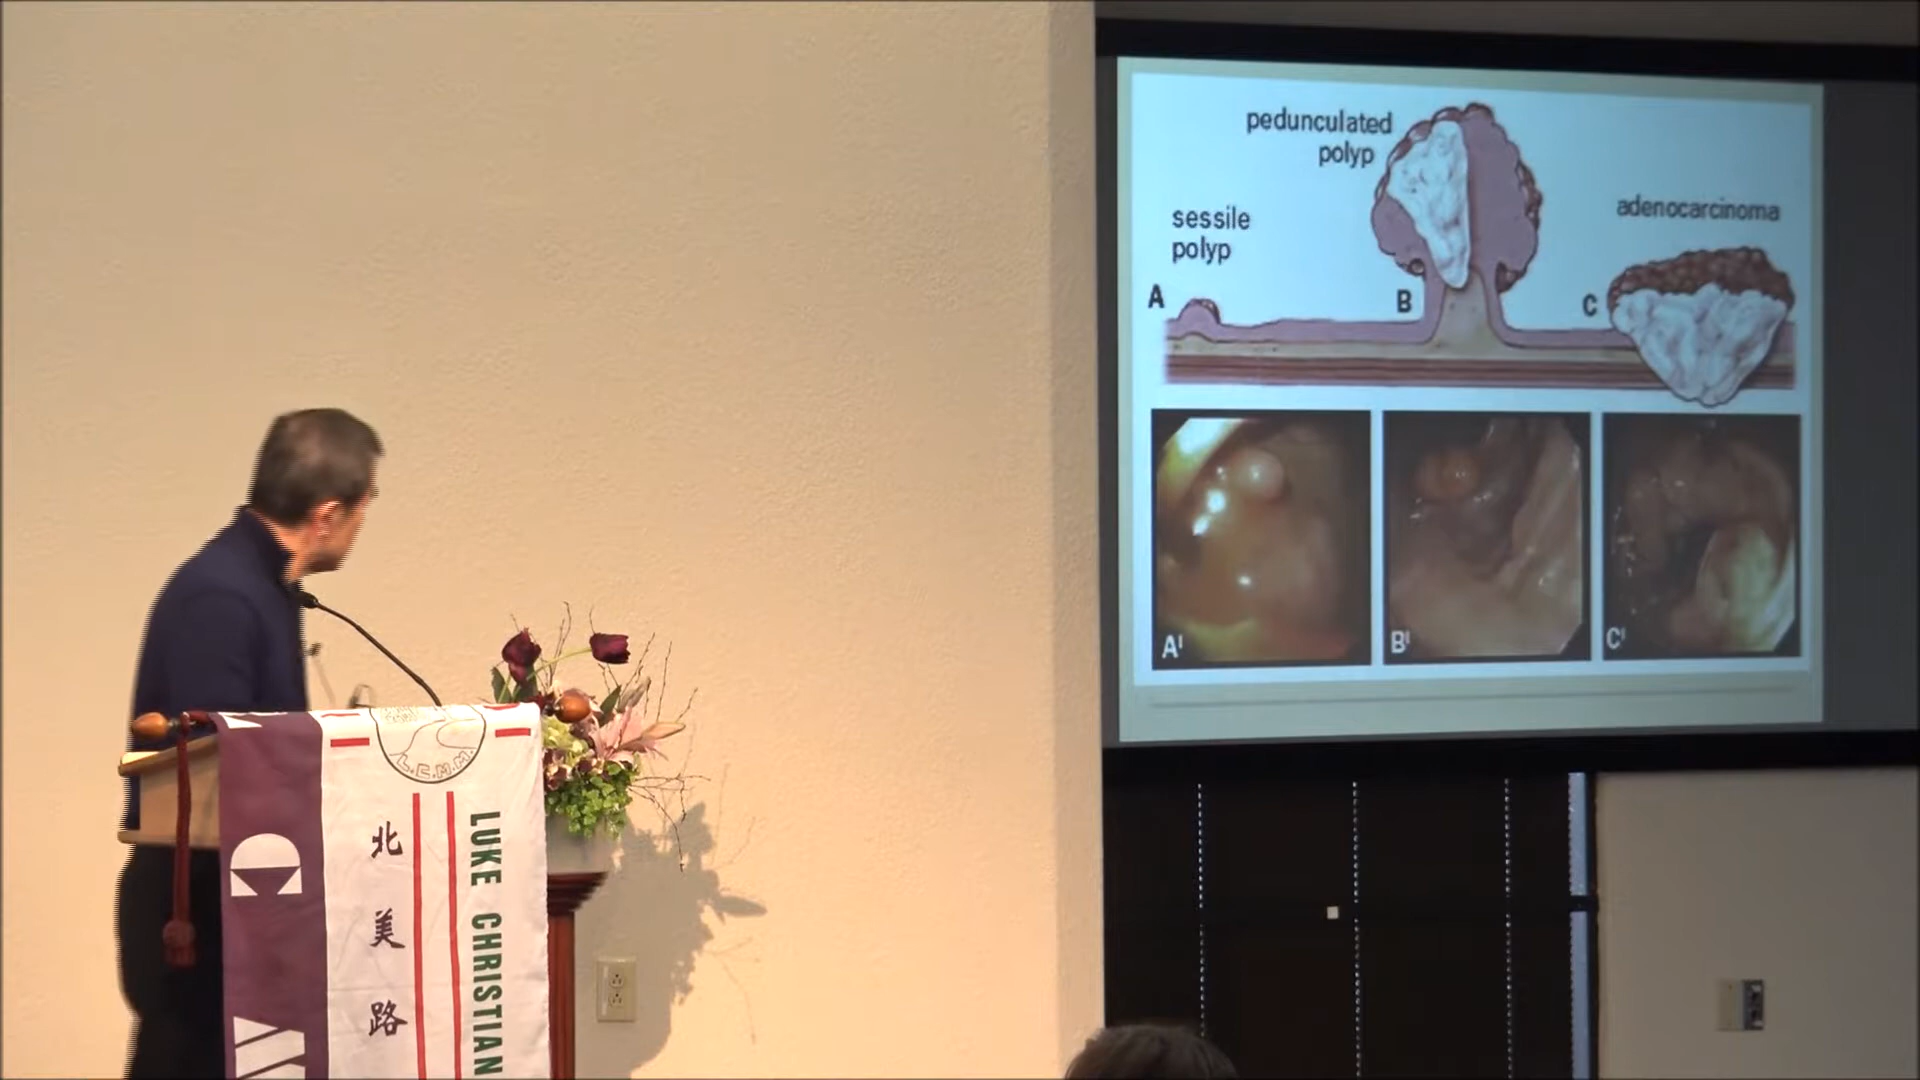 pedunculated
polyp
sessile
polyp
adenocarcinoma
A
B
C
A'
B'
C'
L.C.M.M.
北美路
LUKE CHRISTIAN